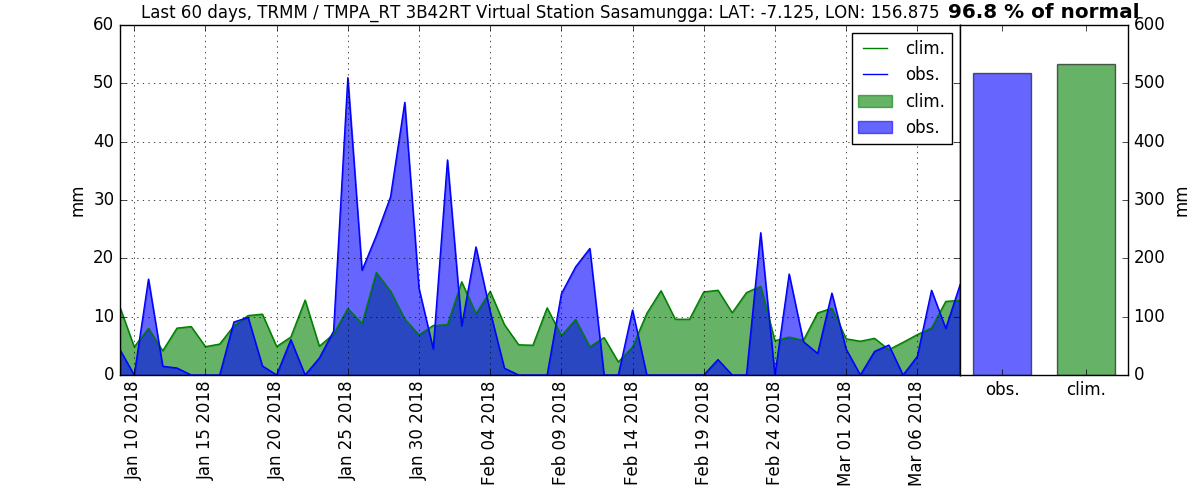 Last 60 days, TRMM / TMPA_RT 3B42RT Virtual Station Sasamungga: LAT: -7.125, LON: 156.875
96.8 % of normal
60
50
40
30
20
10
0
mm
clim.
obs.
clim.
obs.
600
500
400
300
200
100
0
mm
Jan 10 2018
Jan 15 2018
Jan 20 2018
Jan 25 2018
Jan 30 2018
Feb 04 2018
Feb 09 2018
Feb 14 2018
Feb 19 2018
Feb 24 2018
Mar 01 2018
Mar 06 2018
obs.
clim.